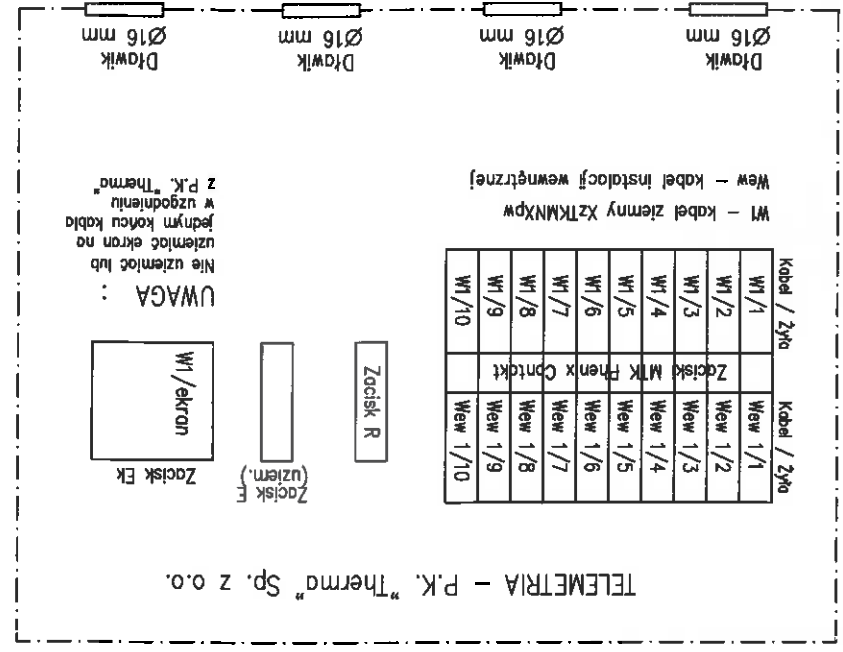 TELEMETRIA – P.K. "Therma" Sp. z o.o.
Kabel / Żyła
Wew 1/1
Wew 1/2
Wew 1/3
Wew 1/4
Wew 1/5
Wew 1/6
Wew 1/7
Wew 1/8
Wew 1/9
Wew 1/10
Zaciski MTK Phenix Contakt
Kabel / Żyła
W1/1
W1/2
W1/3
W1/4
W1/5
W1/6
W1/7
W1/8
W1/9
W1/10
W1 – kabel ziemny XzTKMNXpw
Wew – kabel instalacji wewnętrznej
Zacisk R
Zacisk E
(uziem.)
Zacisk Ek
W1/ekran
UWAGA :
Nie uziemiać lub
uziemiać ekran na
jednym końcu kabla
w uzgodnieniu
z P.K. "Therma"
Dławik
Ø16 mm
Dławik
Ø16 mm
Dławik
Ø16 mm
Dławik
Ø16 mm